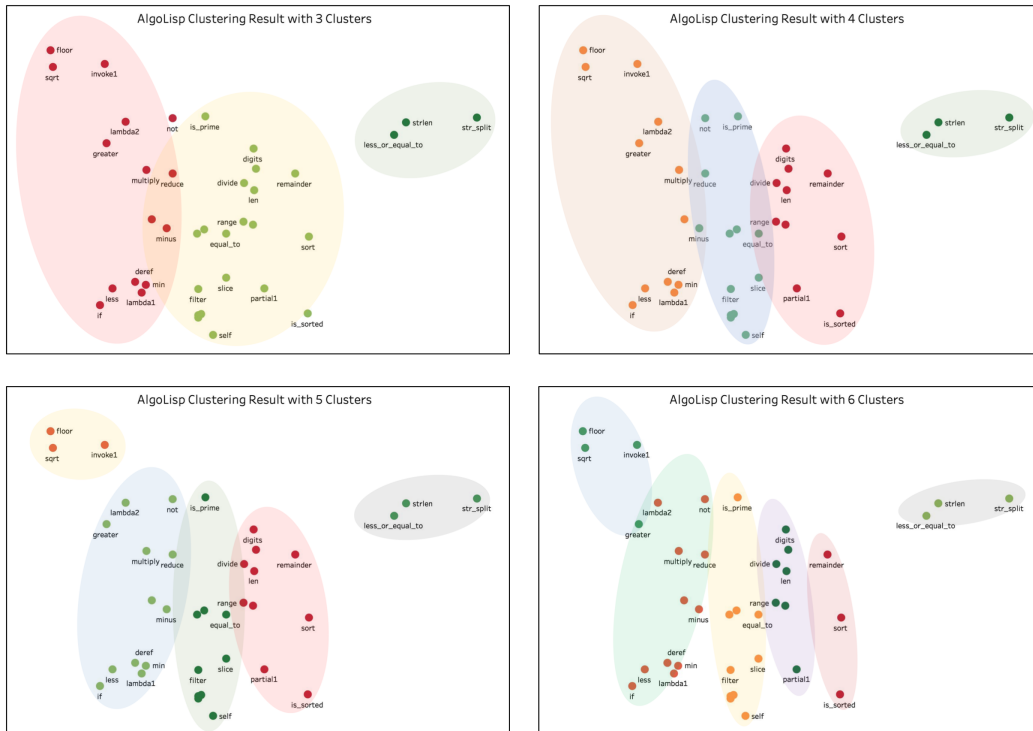 AlgoLisp Clustering Result with 3 Clusters
floor
sqrt
invoke1
lambda2
not
is_prime
greater
strlen
str_split
less_or_equal_to
digits
multiply
reduce
divide
remainder
len
range
minus
equal_to
sort
deref
less
min
lambda1
filter
slice
partial1
if
self
is_sorted
AlgoLisp Clustering Result with 4 Clusters
floor
sqrt
invoke1
lambda2
not
is_prime
greater
strlen
str_split
less_or_equal_to
digits
multiply
reduce
divide
remainder
len
range
minus
equal_to
sort
deref
less
min
lambda1
filter
slice
partial1
if
self
is_sorted
AlgoLisp Clustering Result with 5 Clusters
floor
sqrt
invoke1
lambda2
not
is_prime
greater
strlen
str_split
less_or_equal_to
digits
multiply
reduce
divide
remainder
len
range
minus
equal_to
sort
deref
less
min
lambda1
filter
slice
partial1
if
self
is_sorted
AlgoLisp Clustering Result with 6 Clusters
floor
sqrt
invoke1
lambda2
not
is_prime
greater
strlen
str_split
less_or_equal_to
digits
multiply
reduce
divide
remainder
len
range
minus
equal_to
sort
deref
less
min
lambda1
filter
slice
partial1
if
self
is_sorted